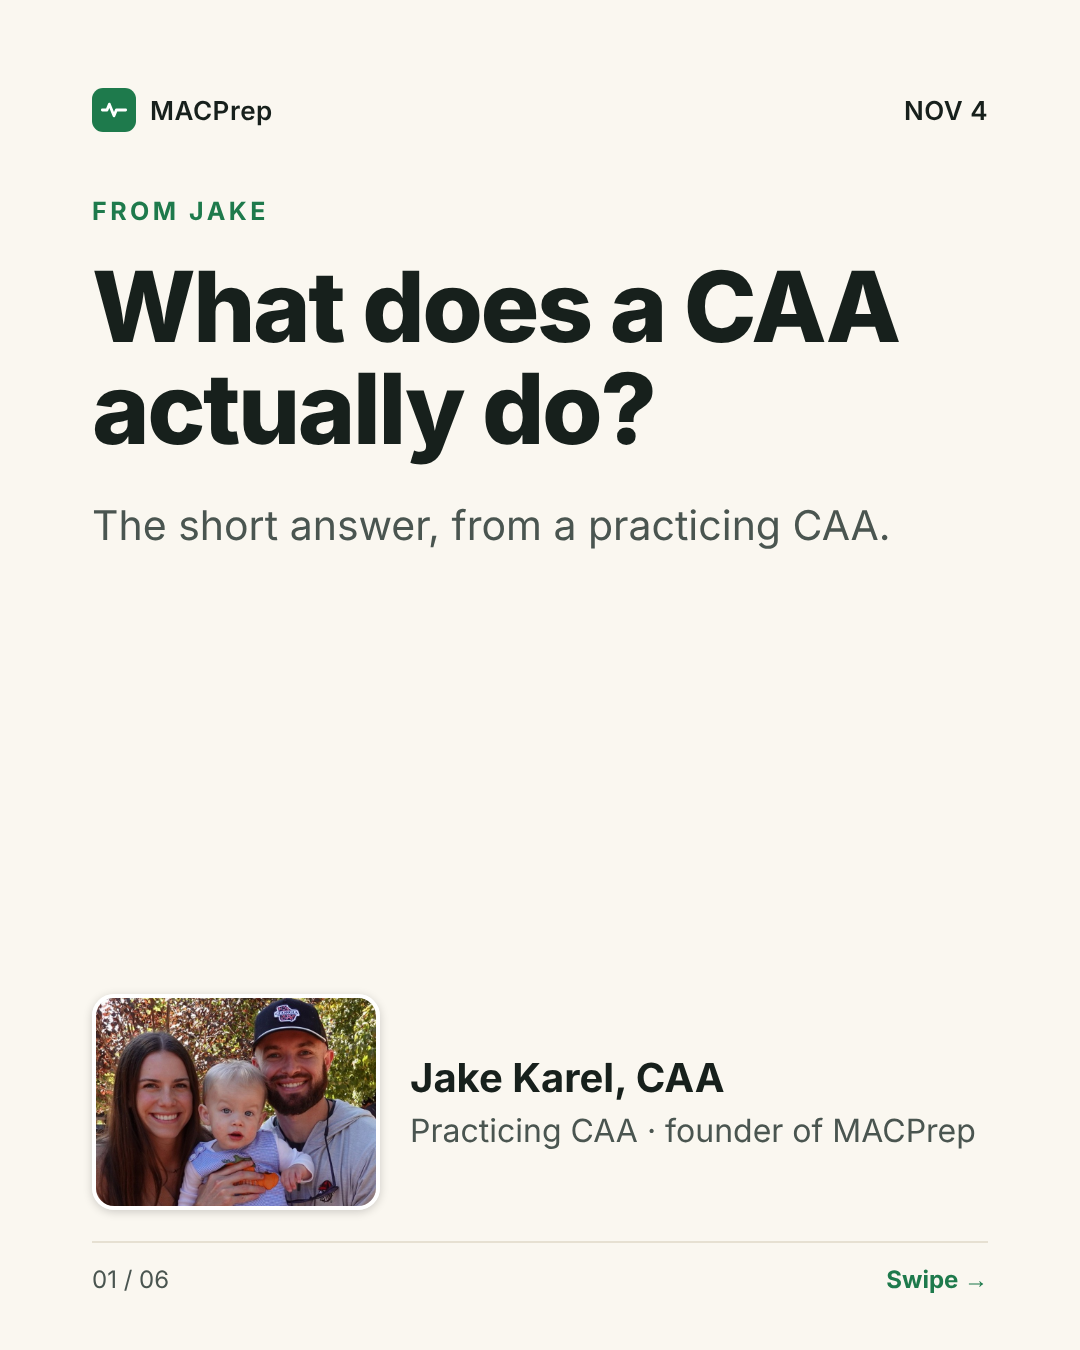 MACPrep
NOV 4
FROM JAKE
What does a CAA
actually do?
The short answer, from a practicing CAA.
Jake Karel, CAA
Practicing CAA · founder of MACPrep
01 / 06
Swipe →